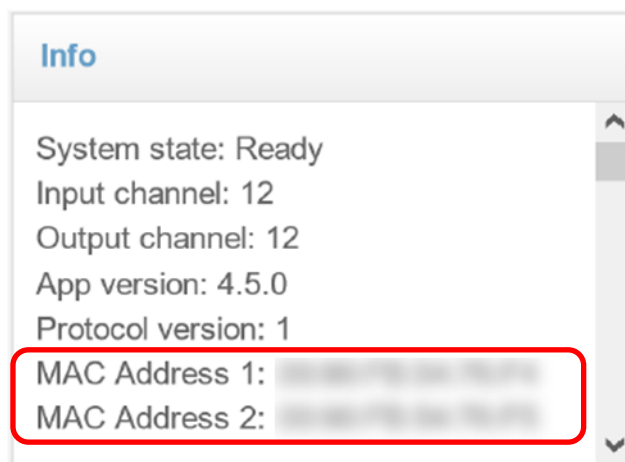 Info
System state: Ready
Input channel: 12
Output channel: 12
App version: 4.5.0
Protocol version: 1
MAC Address 1:
MAC Address 2: